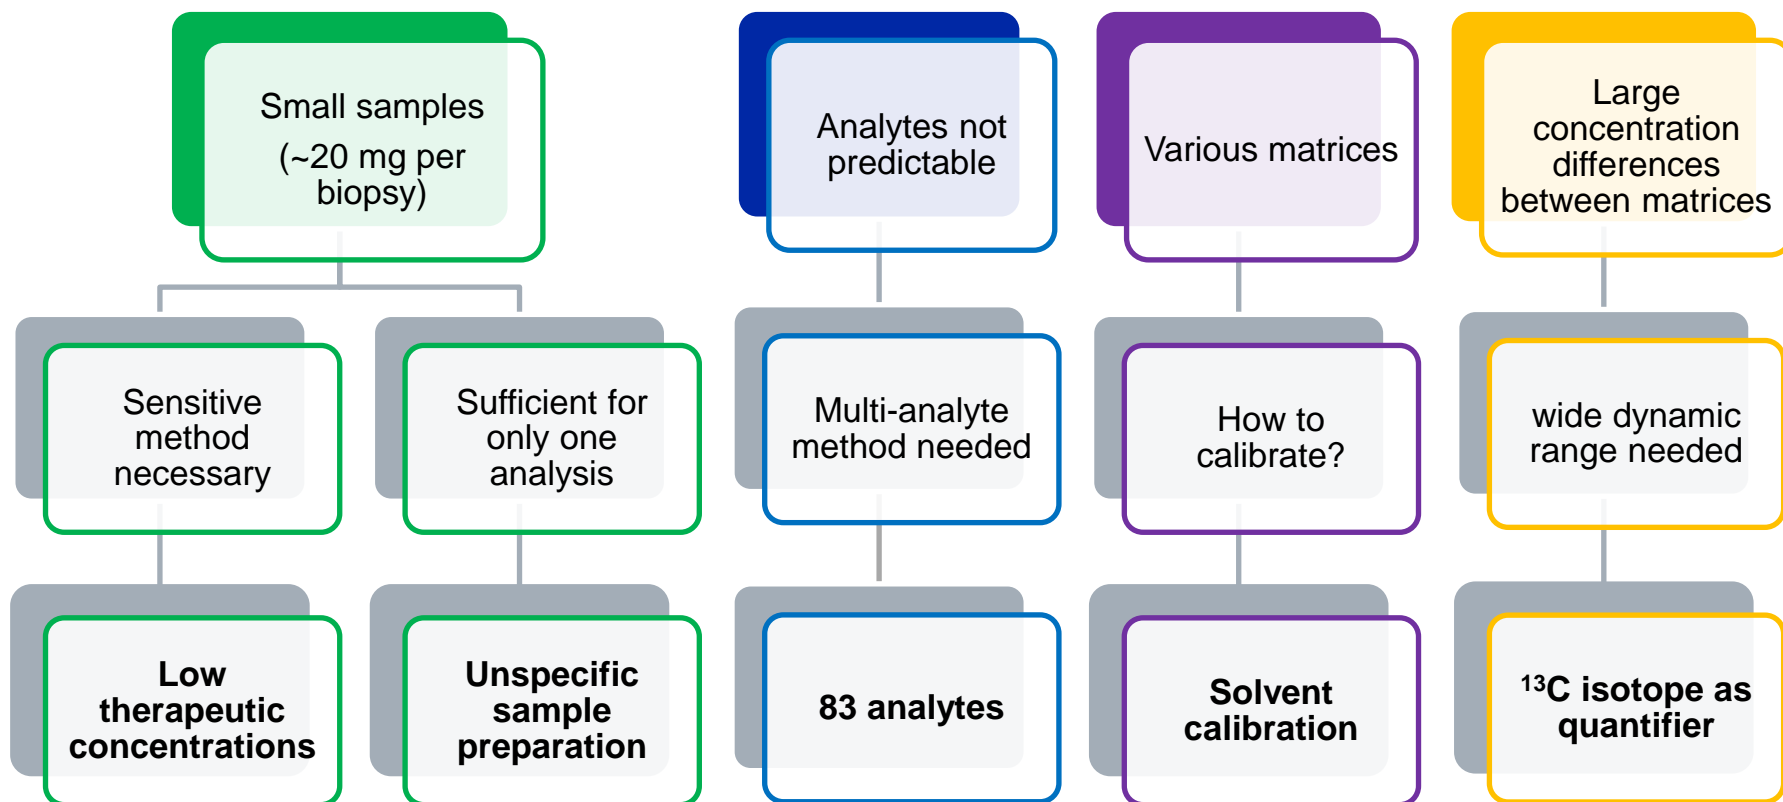 Small samples
(~20 mg per
biopsy)
Analytes not
predictable
Various matrices
Large
concentration
differences
between matrices
Sensitive
method
necessary
Sufficient for
only one
analysis
Multi-analyte
method needed
How to
calibrate?
wide dynamic
range needed
Low
therapeutic
concentrations
Unspecific
sample
preparation
83 analytes
Solvent
calibration
¹³C isotope as
quantifier